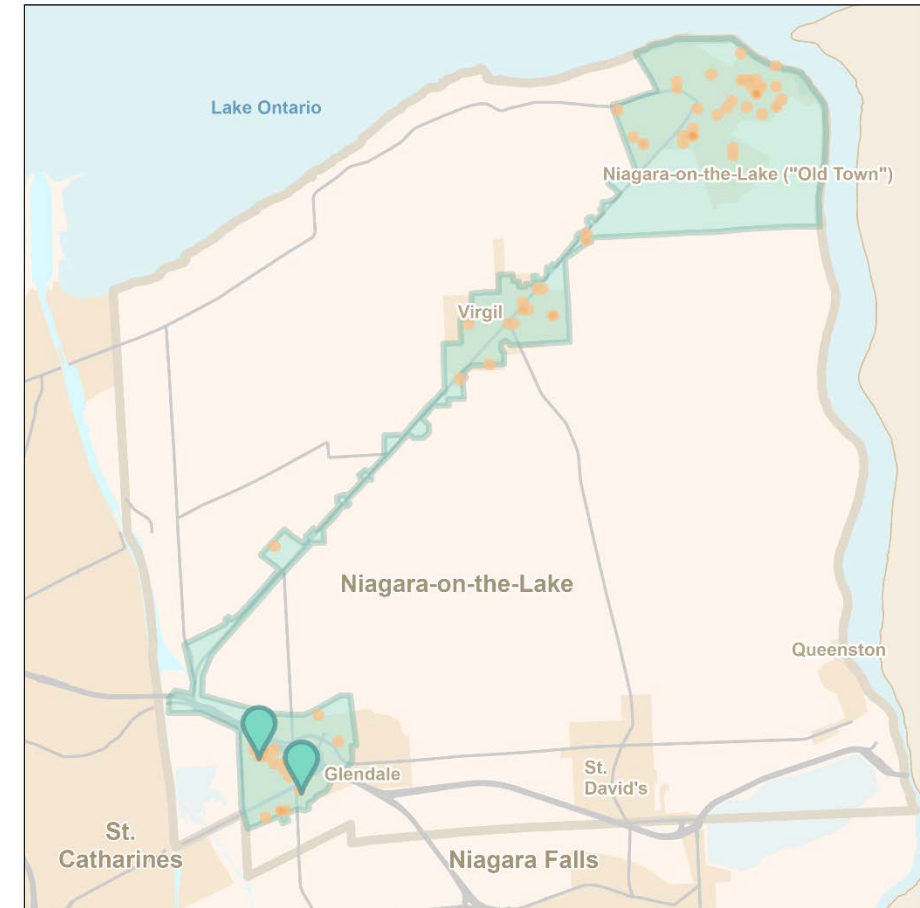 Lake Ontario
Niagara-on-the-Lake ("Old Town")
Virgil
Niagara-on-the-Lake
Queenston
Glendale
St.
David's
St.
Catharines
Niagara Falls